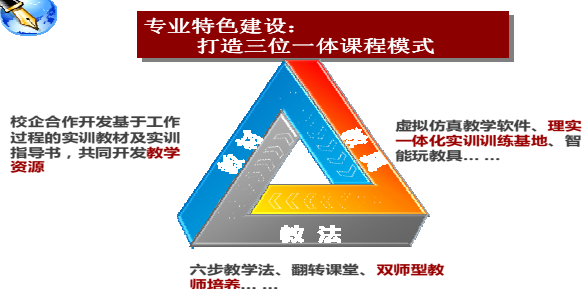 专业特色建设：
打造三位一体课程模式
校企合作开发基于工作
过程的实训教材及实训
指导书，共同开发教学
资源
虚拟仿真教学软件、理实
一体化实训训练基地、智
能玩教具... ...
教法
六步教学法、翻转课堂、双师型教
师培养... ...